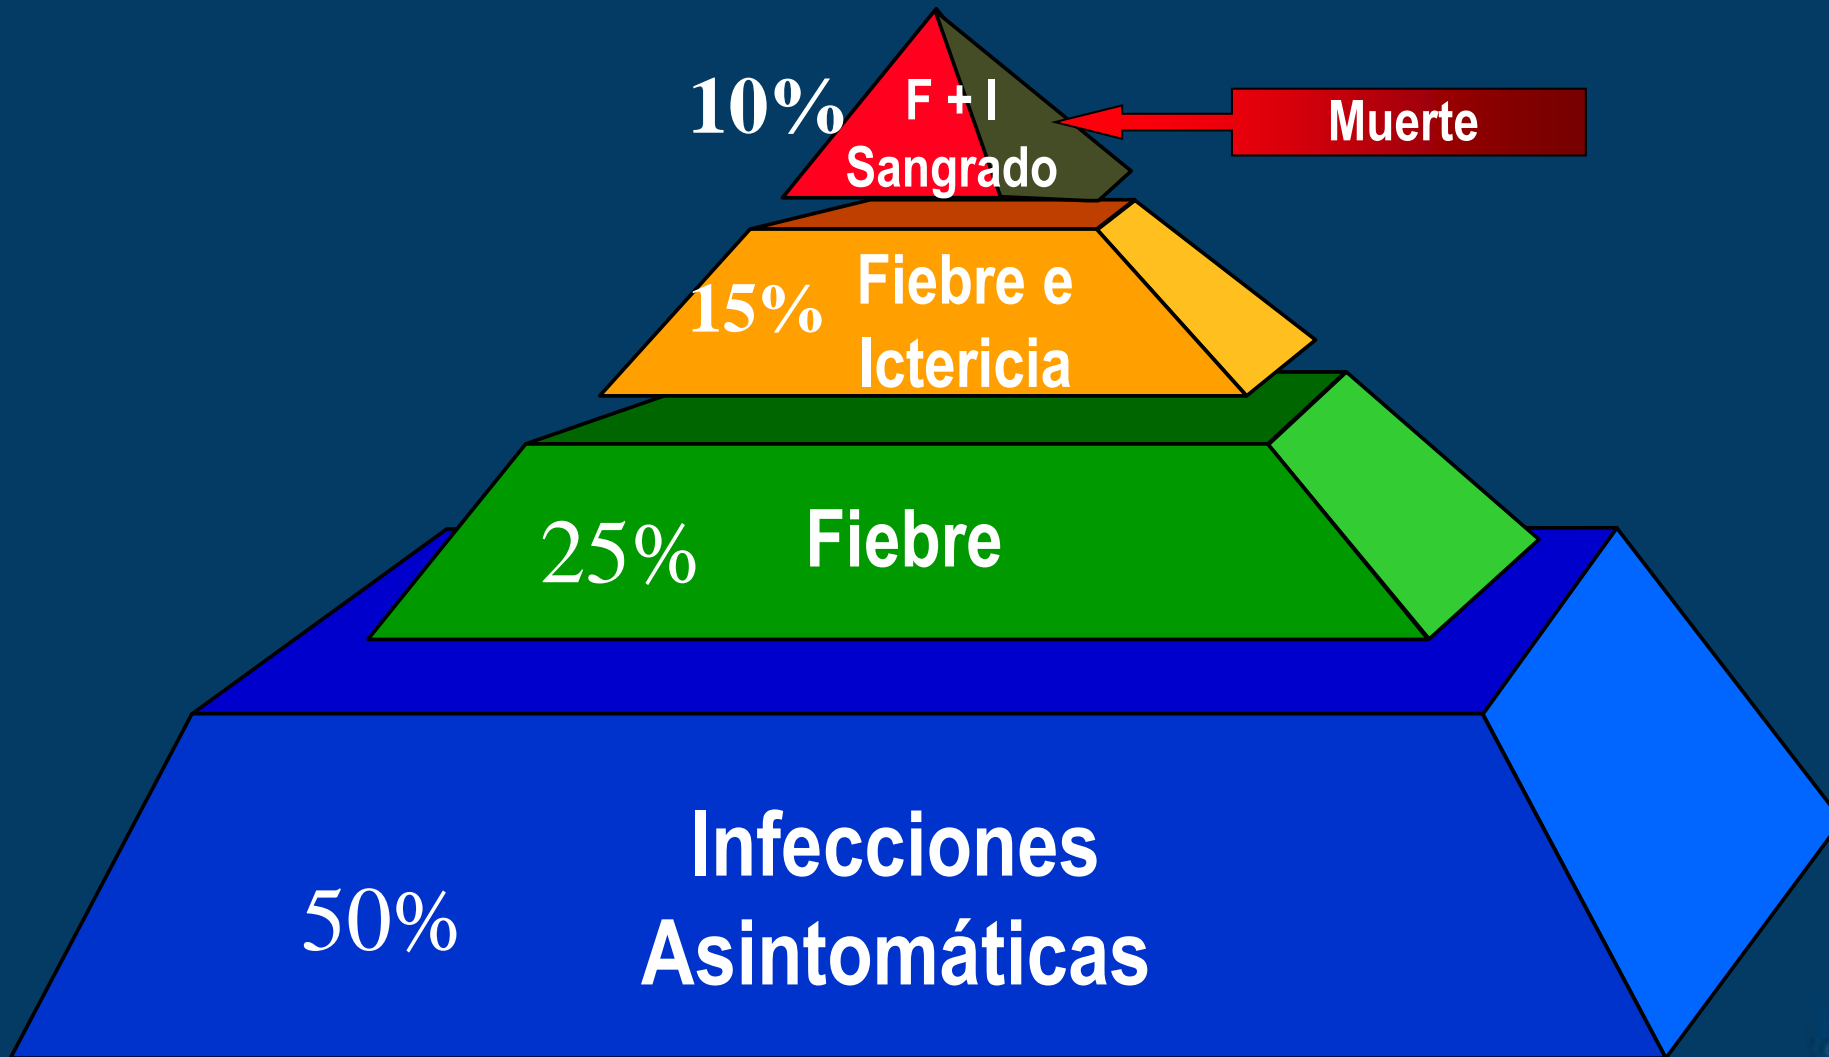 10%
F + I
Sangrado
Muerte
15%
Fiebre e
Ictericia
25%
Fiebre
50%
Infecciones
Asintomáticas